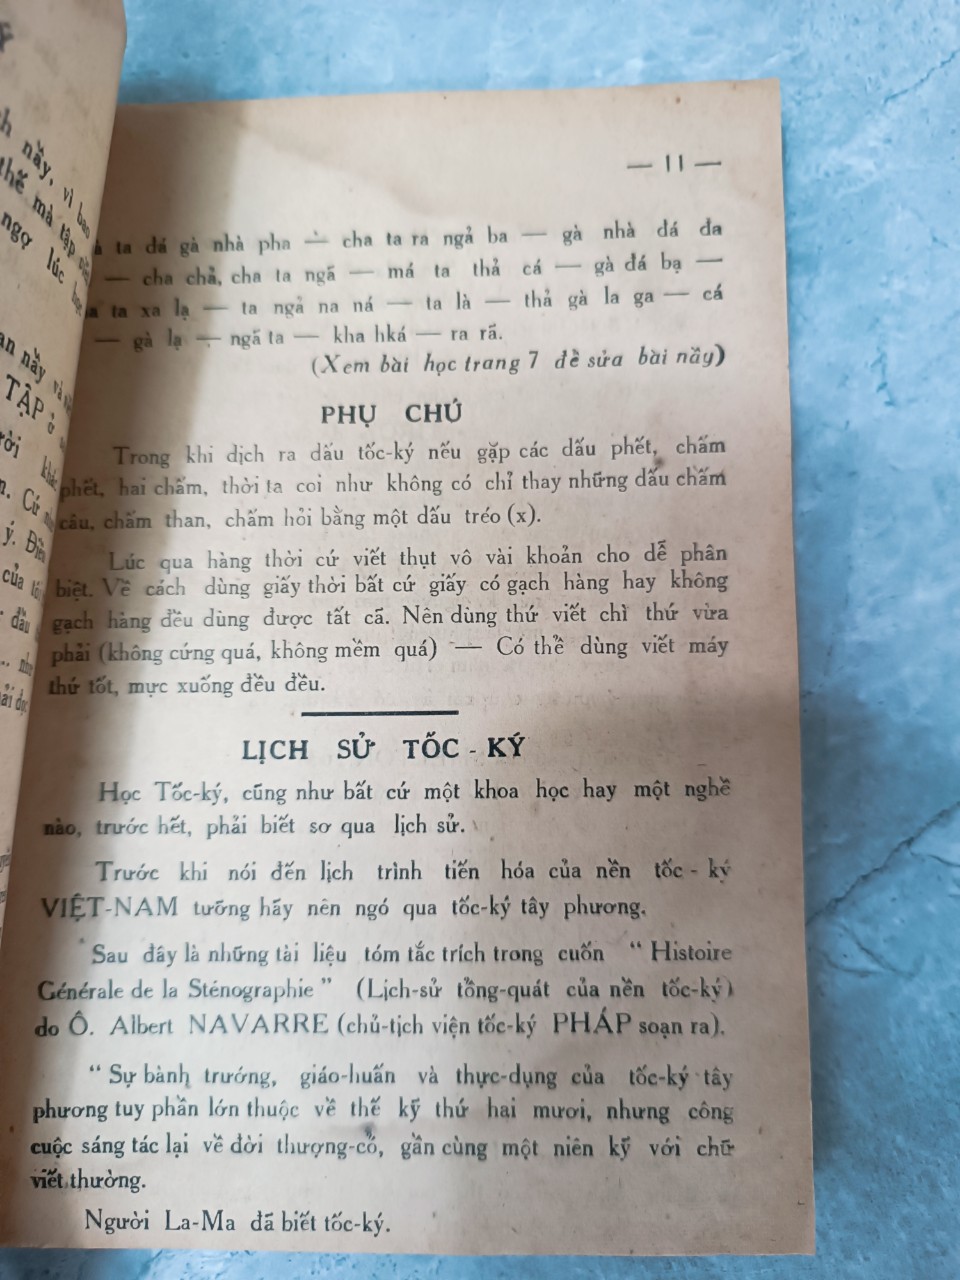 — 11 —
ta dá gà nhà pha — cha ta ra ngả ba — gà nhà dá da
— cha chả, cha ta ngã — má ta thả cá — gà đá bạ —
ta xa lạ — ta ngả na ná — ta là — thả gà la ga — cá
— gà lạ — ngã ta — kha hká — ra rã.
(Xem bài học trang 7 để sửa bài nầy)
PHỤ CHÚ
Trong khi dịch ra dấu tốc-ký nếu gặp các dấu phết, chấm
phết, hai chấm, thời ta coi như không có chỉ thay những dấu chấm
câu, chấm than, chấm hỏi bằng một dấu tréo (x).
Lúc qua hàng thời cứ viết thụt vô vài khoản cho dễ phân
biệt. Về cách dùng giấy thời bất cứ giấy có gạch hàng hay không
gạch hàng đều dùng được tất cã. Nên dùng thứ viết chì thứ vừa
phải (không cứng quá, không mềm quá) — Có thể dùng viết máy
thứ tốt, mực xuống đều đều.
LỊCH SỬ TỐC - KÝ
Học Tốc-ký, cũng như bất cứ một khoa học hay một nghề
nào, trước hết, phải biết sơ qua lịch sử.
Trước khi nói đến lịch trình tiến hóa của nền tốc - ký
VIỆT-NAM tưỡng hãy nên ngó qua tốc-ký tây phương.
Sau đây là những tài liệu tóm tắc trích trong cuốn “ Histoire
Générale de la Sténographie ” (Lịch-sử tổng-quát của nền tốc-ký)
do Ô. Albert NAVARRE (chủ-tịch viện tốc-ký PHÁP soạn ra).
“ Sự bành trướng, giáo-huấn và thực-dụng của tốc-ký tây
phương tuy phần lớn thuộc về thế kỹ thứ hai mươi, nhưng công
cuộc sáng tác lại về đời thượng-cổ, gần cùng một niên kỹ với chữ
viết thường.
Người La-Ma đã biết tốc-ký.